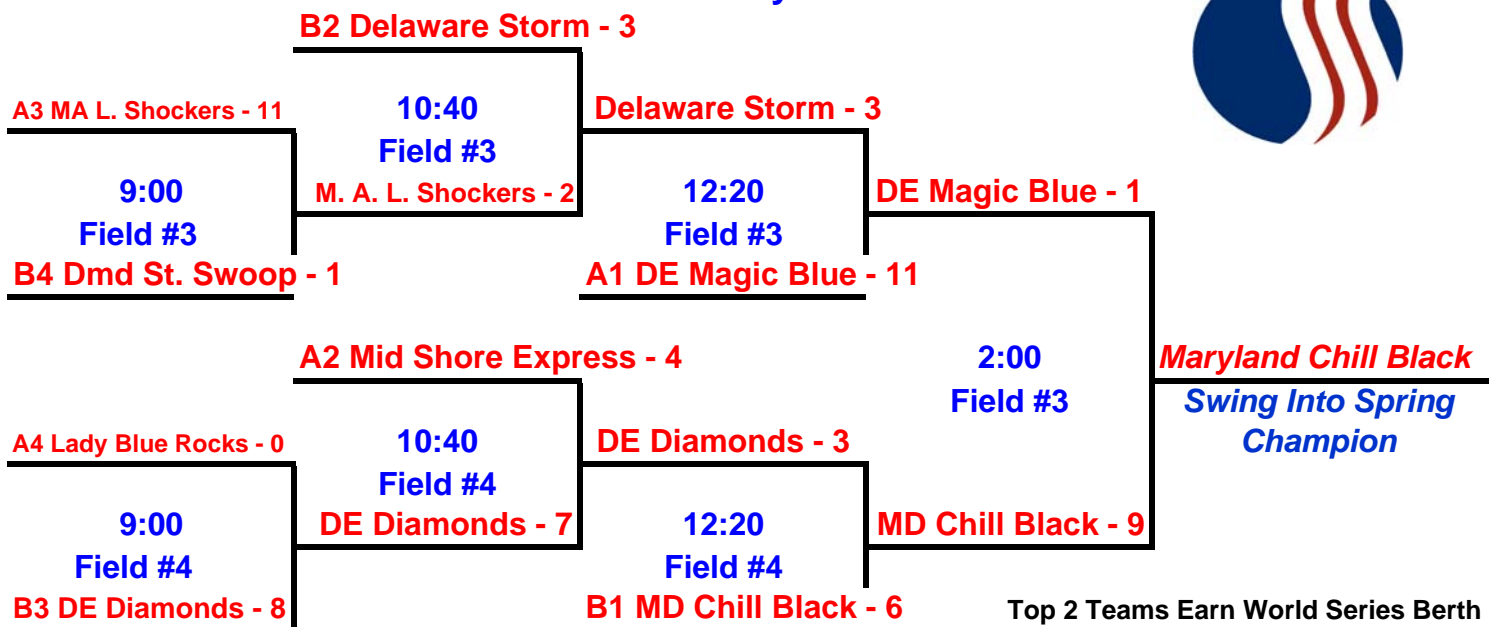 B2 Delaware Storm - 3
A3 MA L. Shockers - 11
10:40
Field #3
Delaware Storm - 3
9:00
Field #3
M. A. L. Shockers - 2
12:20
Field #3
DE Magic Blue - 1
B4 Dmd St. Swoop - 1
A1 DE Magic Blue - 11
A2 Mid Shore Express - 4
2:00
Field #3
Maryland Chill Black
Swing Into Spring
Champion
A4 Lady Blue Rocks - 0
10:40
Field #4
DE Diamonds - 3
9:00
Field #4
DE Diamonds - 7
12:20
Field #4
MD Chill Black - 9
B3 DE Diamonds - 8
B1 MD Chill Black - 6
Top 2 Teams Earn World Series Berth